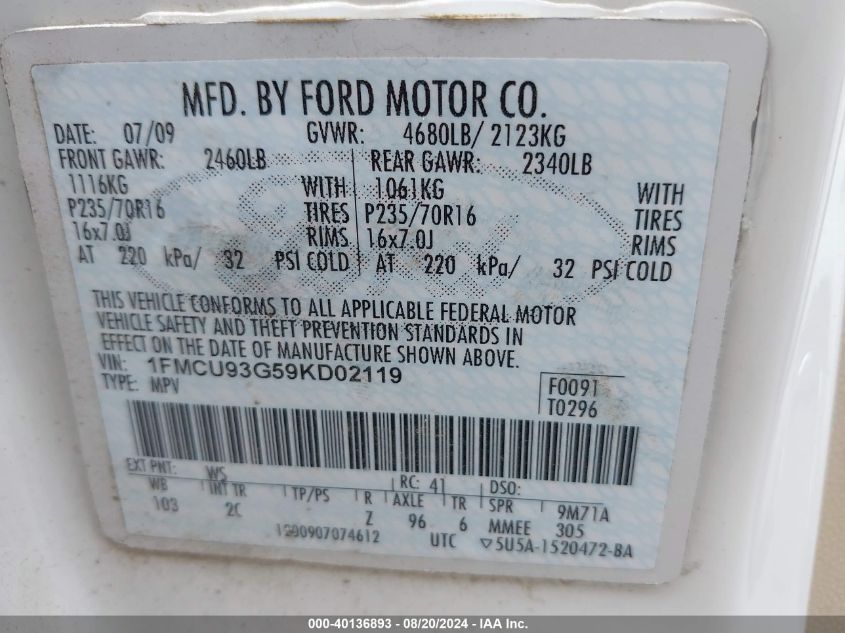 MFD. BY FORD MOTOR CO.
DATE: 07/09 GVWR: 4680LB/ 2123KG
FRONT GAWR: 2460LB REAR GAWR: 2340LB
1116KG WITH 1061KG WITH
P235/70R16 TIRES P235/70R16 TIRES
16x7.0J RIMS 16x7.0J RIMS
AT 220 kPa/ 32 PSI COLD AT 220 kPa/ 32 PSI COLD
THIS VEHICLE CONFORMS TO ALL APPLICABLE FEDERAL MOTOR
VEHICLE SAFETY AND THEFT PREVENTION STANDARDS IN
EFFECT ON THE DATE OF MANUFACTURE SHOWN ABOVE.
VIN: 1FMCU93G59KD02119
TYPE: MPV
F0091
T0296
EXT PNT: WS RC: 41 DSO:
WB INT TR TP/PS R AXLE TR SPR 9M71A
103 2C Z 96 6 MMEE 305
UTC ▽5U5A-1520472-BA
000-40136893 - 08/20/2024 - IAA Inc.